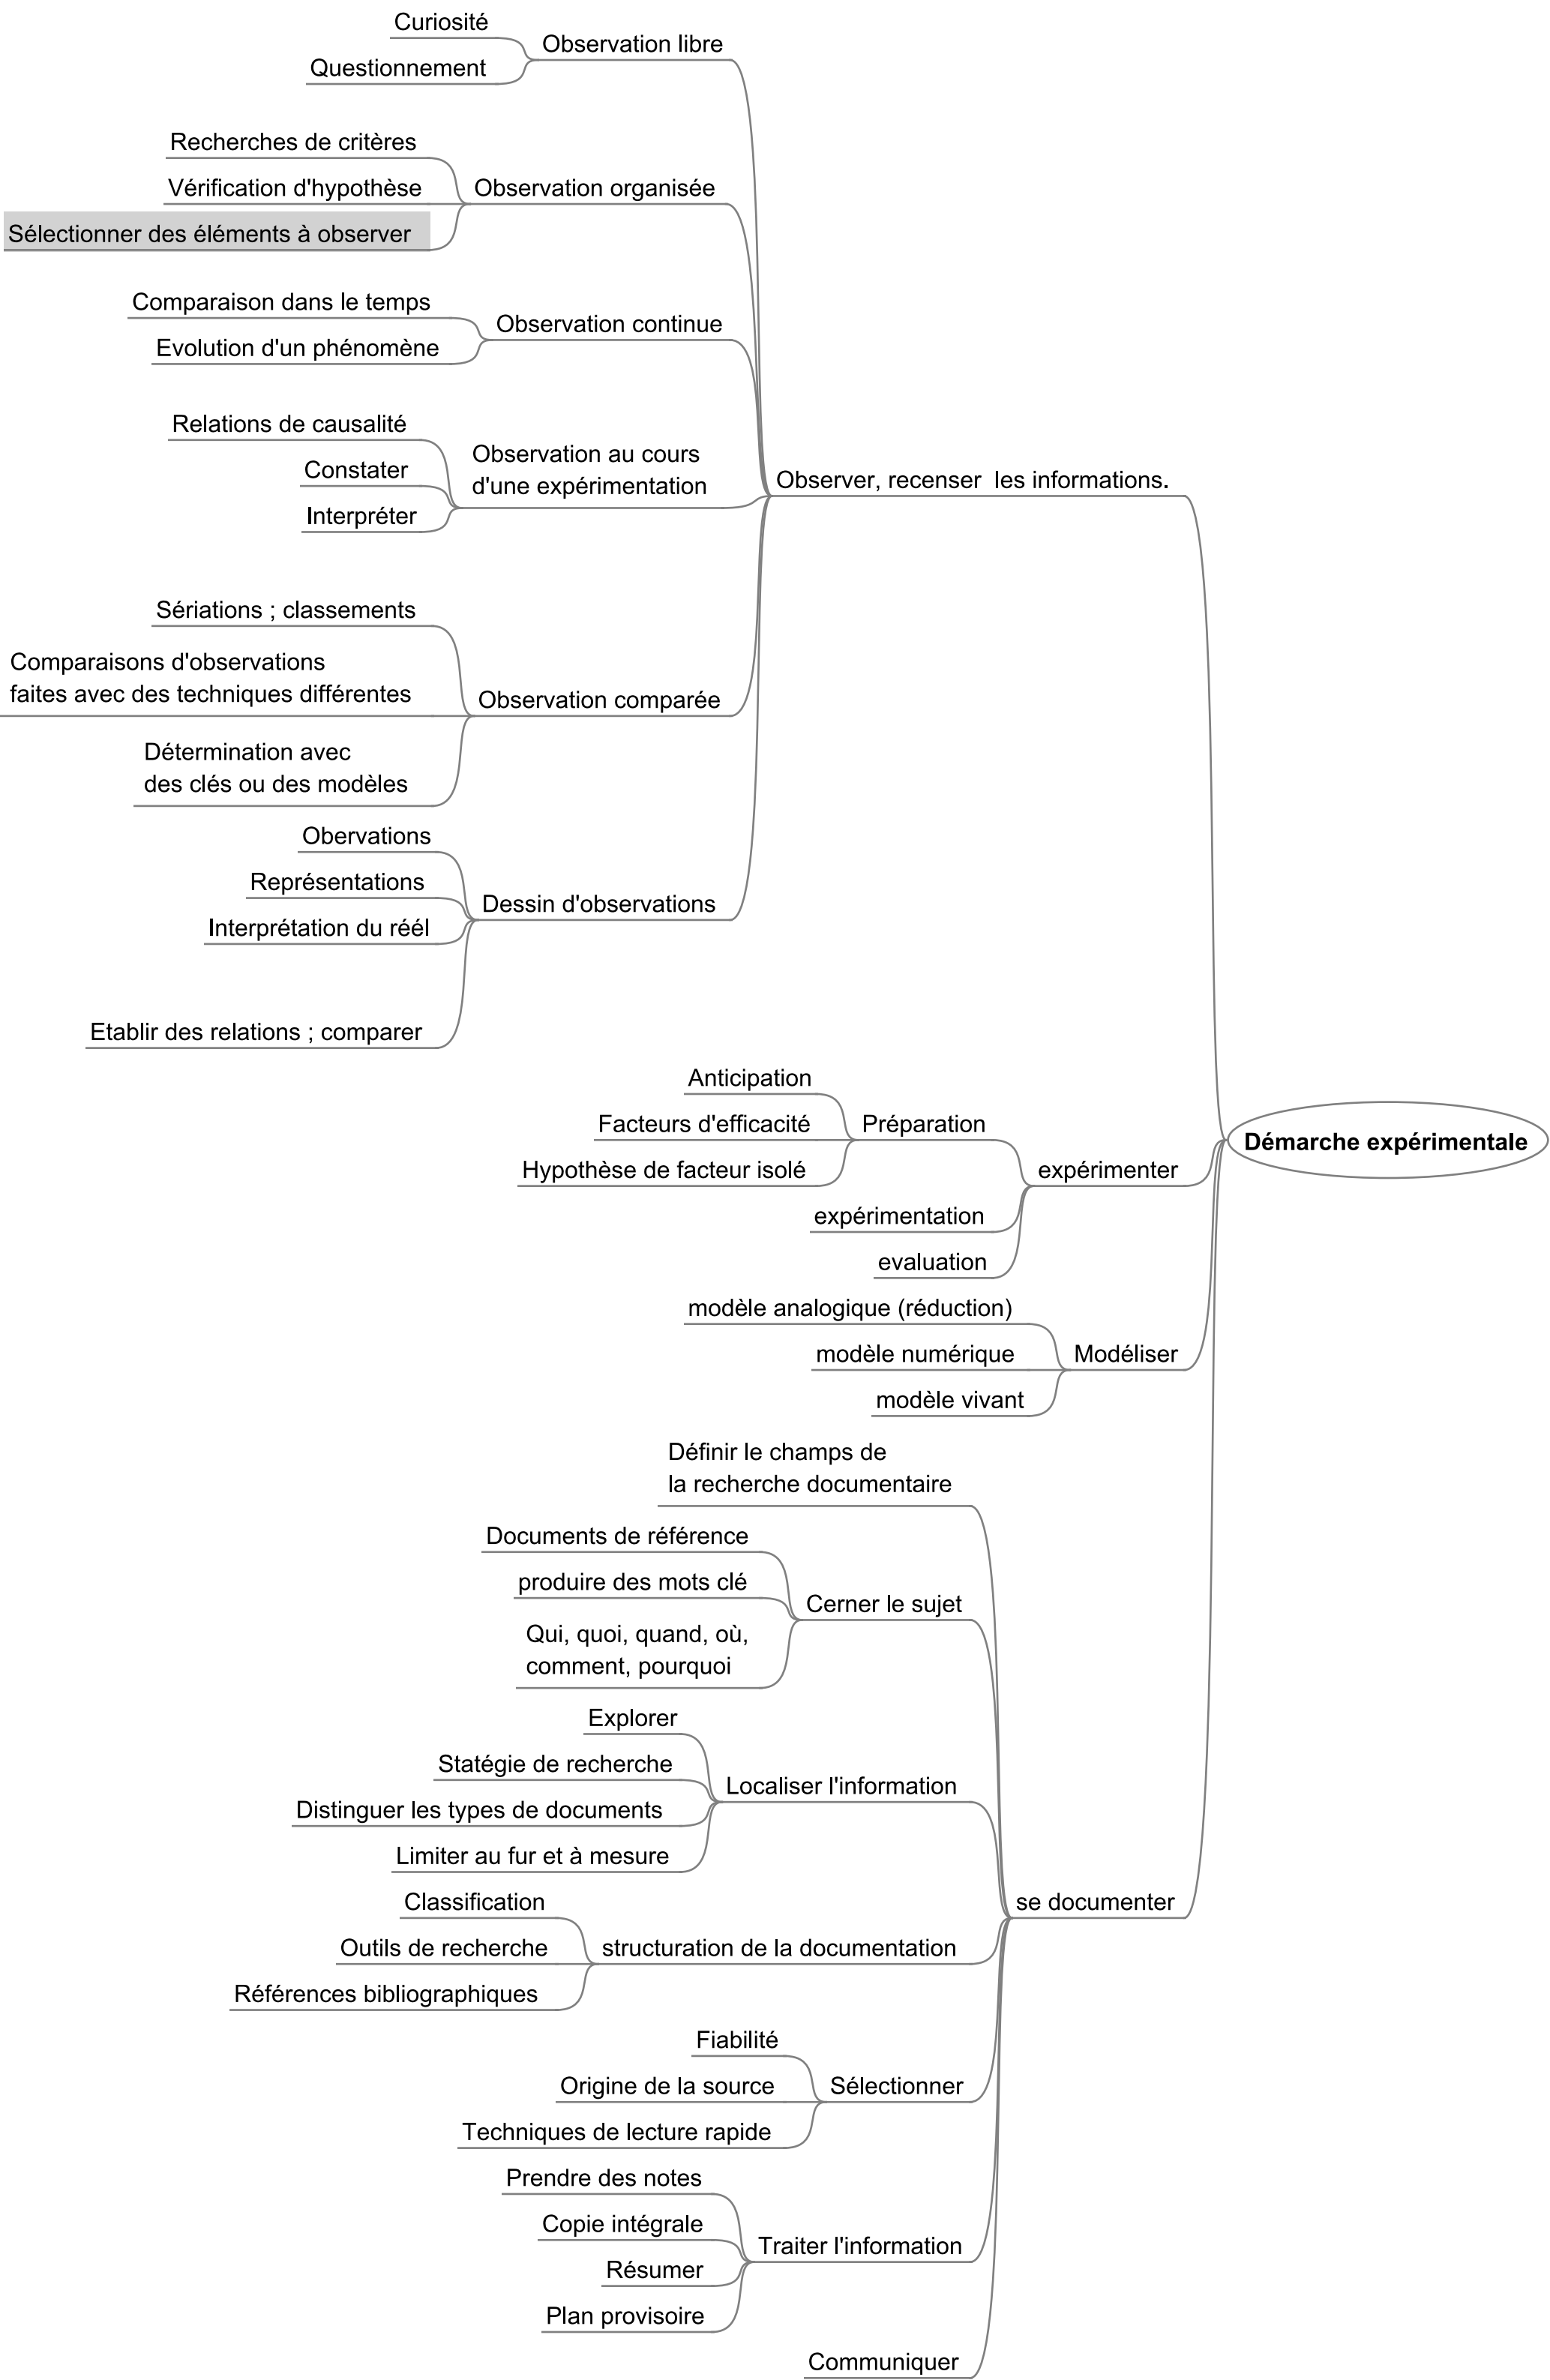 Curiosité
Observation libre
Questionnement
Recherches de critères
Vérification d'hypothèse
Observation organisée
Sélectionner des éléments à observer
Comparaison dans le temps
Observation continue
Evolution d'un phénomène
Relations de causalité
Observation au cours
d'une expérimentation
Constater
Interpréter
Observer, recenser  les informations.
Sériations ; classements
Comparaisons d'observations
faites avec des techniques différentes
Observation comparée
Détermination avec
des clés ou des modèles
Obervations
Représentations
Dessin d'observations
Interprétation du réél
Etablir des relations ; comparer
Anticipation
Facteurs d'efficacité
Préparation
Hypothèse de facteur isolé
expérimenter
Démarche expérimentale
expérimentation
evaluation
modèle analogique (réduction)
modèle numérique
Modéliser
modèle vivant
Définir le champs de
la recherche documentaire
Documents de référence
produire des mots clé
Cerner le sujet
Qui, quoi, quand, où,
comment, pourquoi
Explorer
Statégie de recherche
Localiser l'information
Distinguer les types de documents
Limiter au fur et à mesure
se documenter
Classification
Outils de recherche
structuration de la documentation
Références bibliographiques
Fiabilité
Origine de la source
Sélectionner
Techniques de lecture rapide
Prendre des notes
Copie intégrale
Traiter l'information
Résumer
Plan provisoire
Communiquer